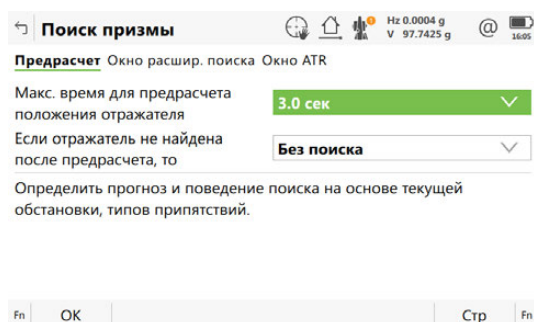 Поиск призмы
Hz 0.0004 g
V 97.7425 g
@
16:05
Предрасчет Окно расшир. поиска Окно ATR
Макс. время для предрасчета
положения отражателя
3.0 сек
Если отражатель не найдена
после предрасчета, то
Без поиска
Определить прогноз и поведение поиска на основе текущей
обстановки, типов припятствий.
Fn OK Стр Fn